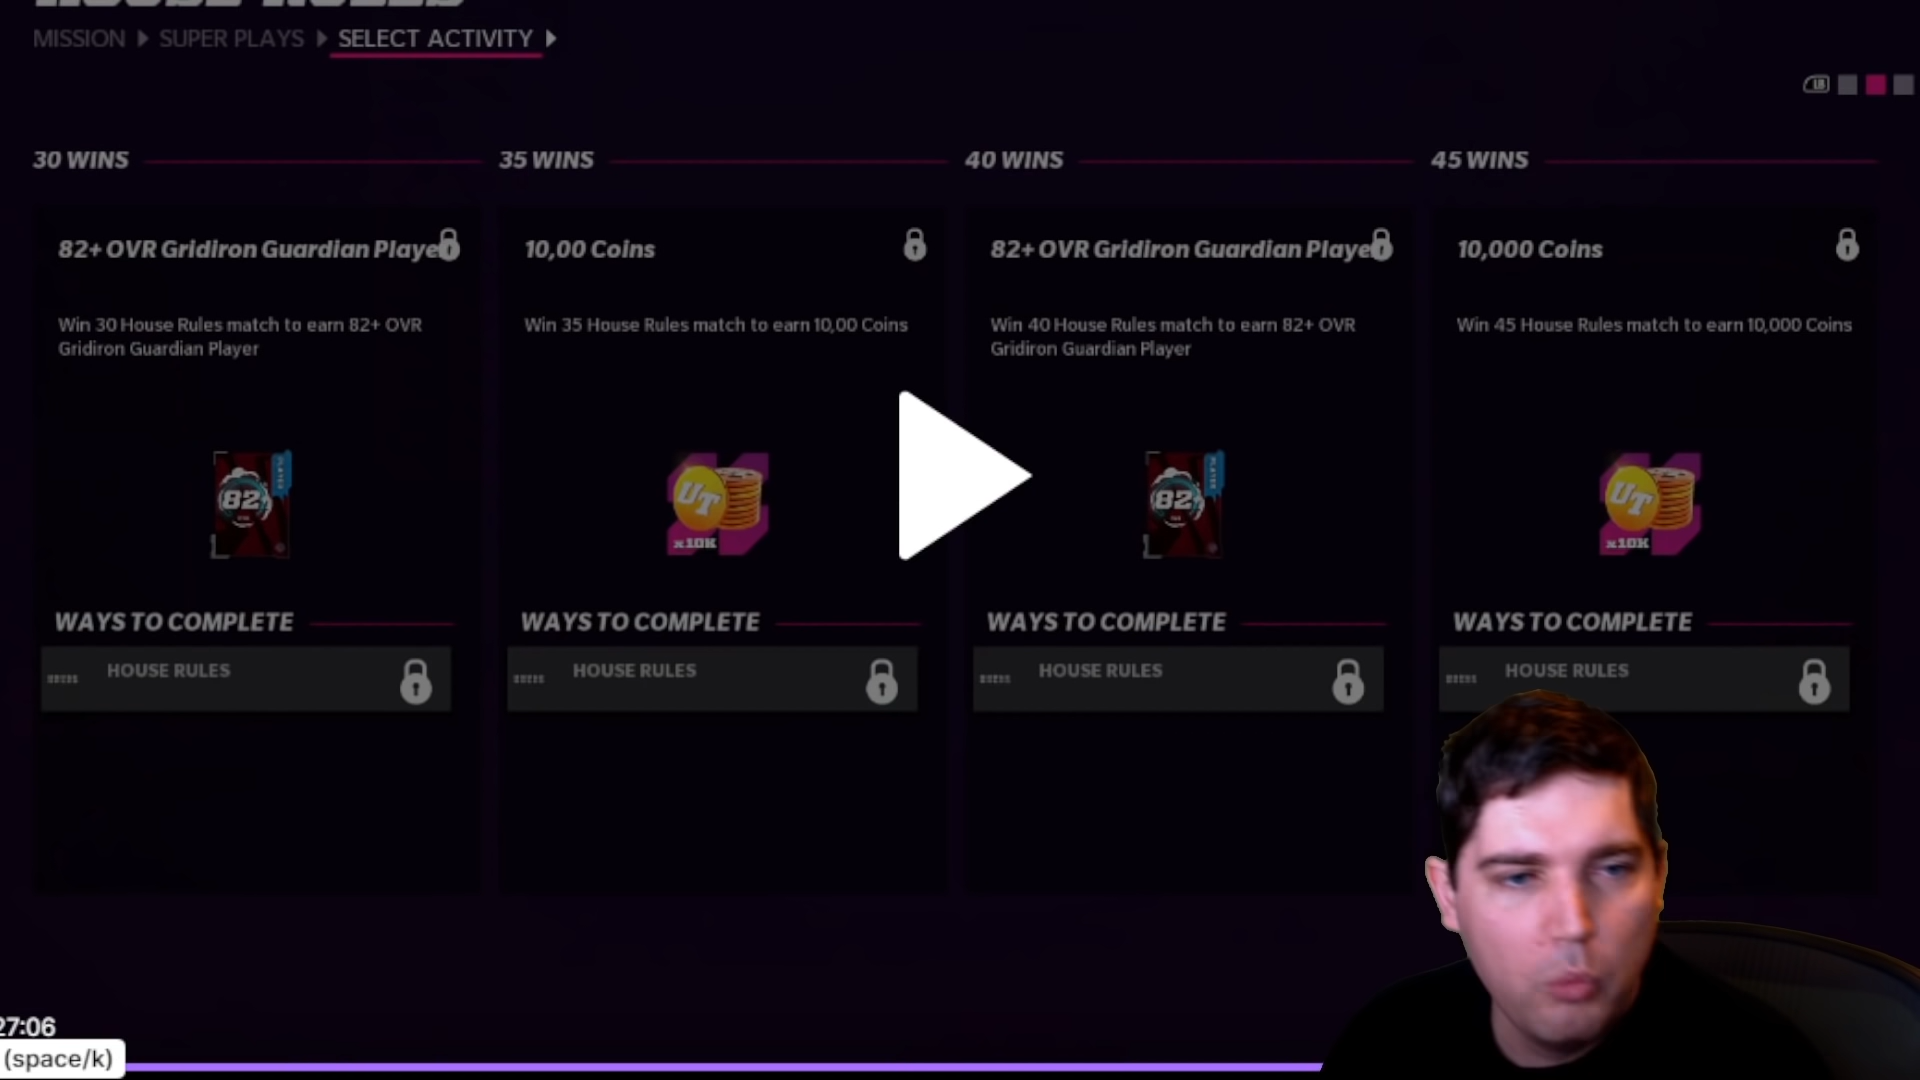 MISSION SUPER PLAYS SELECT ACTIVITY
LB
30 WINS
82+ OVR Gridiron Guardian Playe
Win 30 House Rules match to earn 82+ OVR
Gridiron Guardian Player
PLAYER
82
WAYS TO COMPLETE
HOUSE RULES
35 WINS
10,00 Coins
Win 35 House Rules match to earn 10,00 Coins
UT
x10K
WAYS TO COMPLETE
HOUSE RULES
40 WINS
82+ OVR Gridiron Guardian Playe
Win 40 House Rules match to earn 82+ OVR
Gridiron Guardian Player
PLAYER
82
WAYS TO COMPLETE
HOUSE RULES
45 WINS
10,000 Coins
Win 45 House Rules match to earn 10,000 Coins
UT
x10K
WAYS TO COMPLETE
HOUSE RULES
27:06
(space/k)